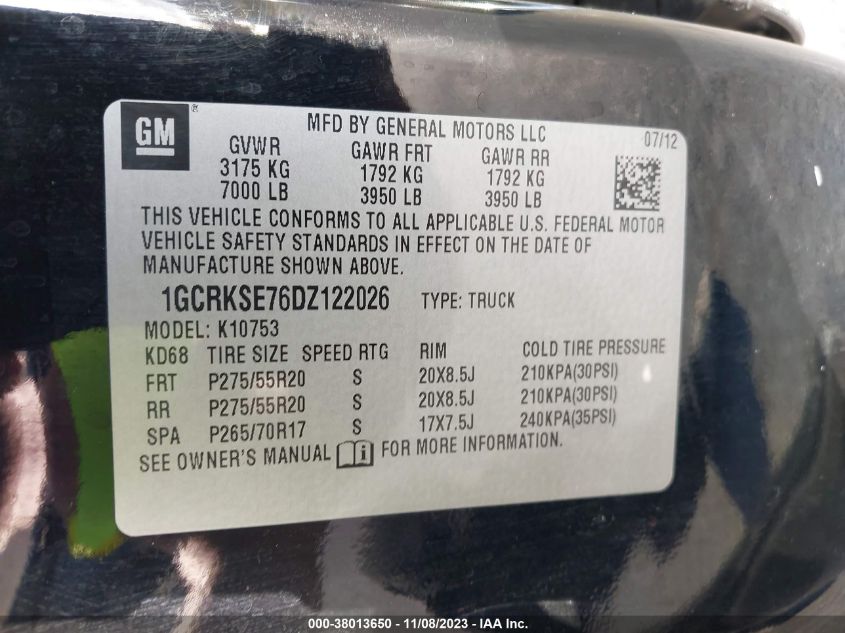 GM ®
MFD BY GENERAL MOTORS LLC
07/12
GVWR GAWR FRT GAWR RR
3175 KG 1792 KG 1792 KG
7000 LB 3950 LB 3950 LB
THIS VEHICLE CONFORMS TO ALL APPLICABLE U.S. FEDERAL MOTOR
VEHICLE SAFETY STANDARDS IN EFFECT ON THE DATE OF
MANUFACTURE SHOWN ABOVE.
1GCRKSE76DZ122026 TYPE: TRUCK
MODEL: K10753
KD68 TIRE SIZE SPEED RTG RIM COLD TIRE PRESSURE
FRT P275/55R20 S 20X8.5J 210KPA(30PSI)
RR P275/55R20 S 20X8.5J 210KPA(30PSI)
SPA P265/70R17 S 17X7.5J 240KPA(35PSI)
SEE OWNER'S MANUAL i FOR MORE INFORMATION.
000-38013650 - 11/08/2023 - IAA Inc.